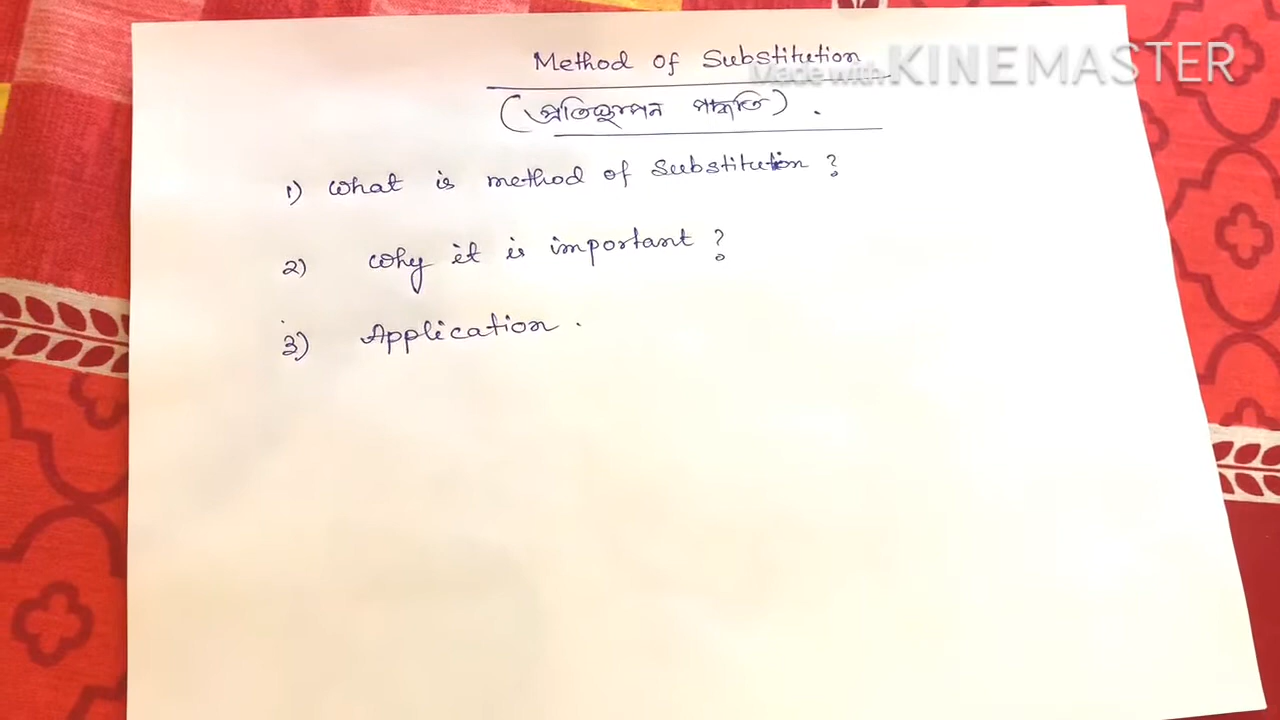 Method of Substitution
Made with KINEMASTER
(প্রতিস্থাপন পদ্ধতি).
1) What is method of Substitution?
2) Why it is important?
3) Application.